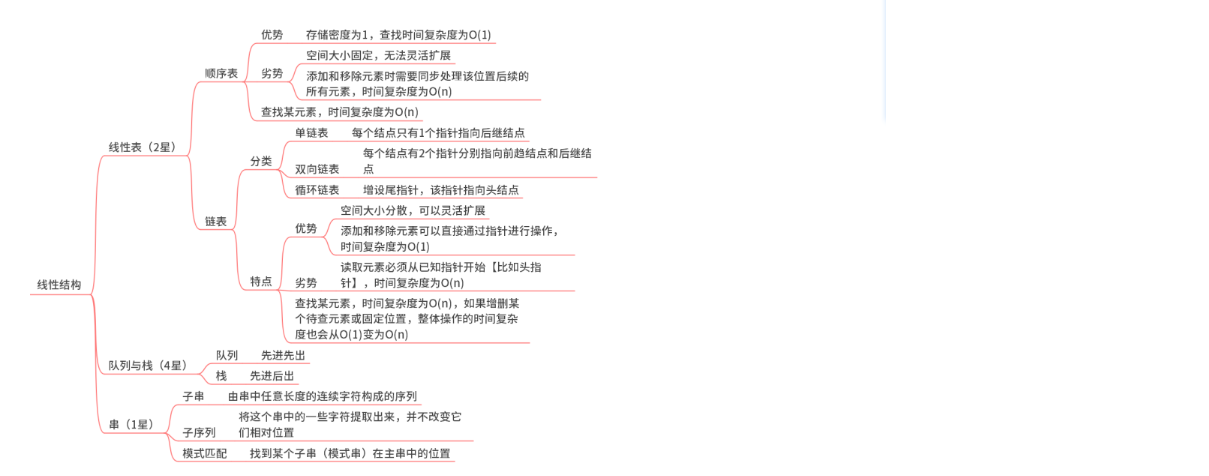 优势
存储密度为1，查找时间复杂度为O(1)
空间大小固定，无法灵活扩展
顺序表
劣势
添加和移除元素时需要同步处理该位置后续的
所有元素，时间复杂度为O(n)
查找某元素，时间复杂度为O(n)
单链表
每个结点只有1个指针指向后继结点
线性表（2星）
每个结点有2个指针分别指向前趋结点和后继结
分类
双向链表
点
循环链表
增设尾指针，该指针指向头结点
空间大小分散，可以灵活扩展
链表
优势
添加和移除元素可以直接通过指针进行操作，
时间复杂度为O(1)
读取元素必须从已知指针开始【比如头指
特点
劣势
针】，时间复杂度为O(n)
线性结构
查找某元素，时间复杂度为O(n)，如果增删某
个待查元素或固定位置，整体操作的时间复杂
度也会从O(1)变为O(n)
队列
先进先出
队列与栈（4星）
栈
先进后出
子串
由串中任意长度的连续字符构成的序列
将这个串中的一些字符提取出来，并不改变它
串（1星）
子序列
们相对位置
模式匹配
找到某个子串（模式串）在主串中的位置